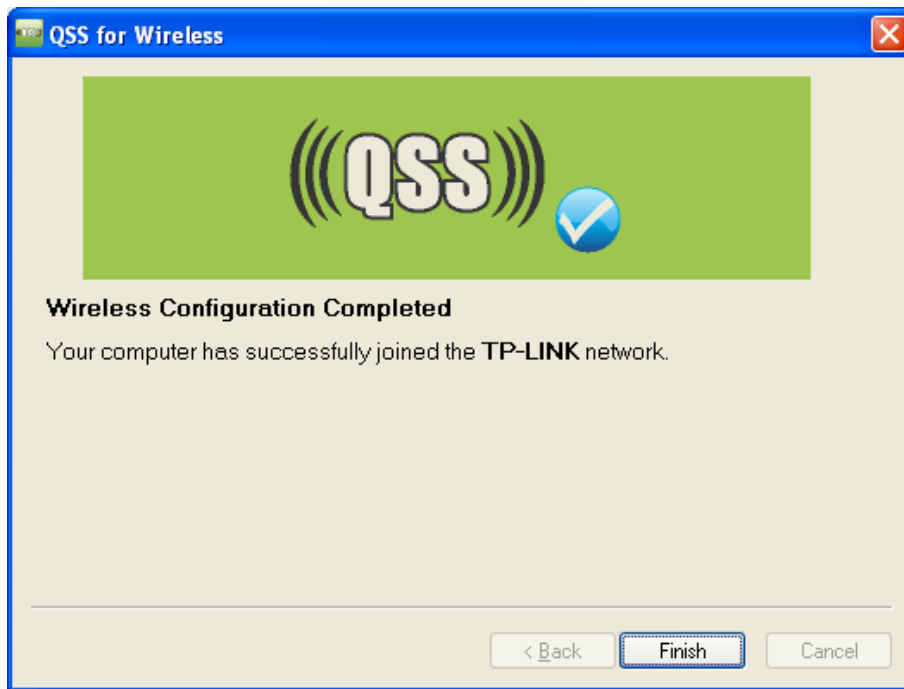 QSS for Wireless
(((QSS)))
Wireless Configuration Completed
Your computer has successfully joined the TP-LINK network.
< Back Finish Cancel